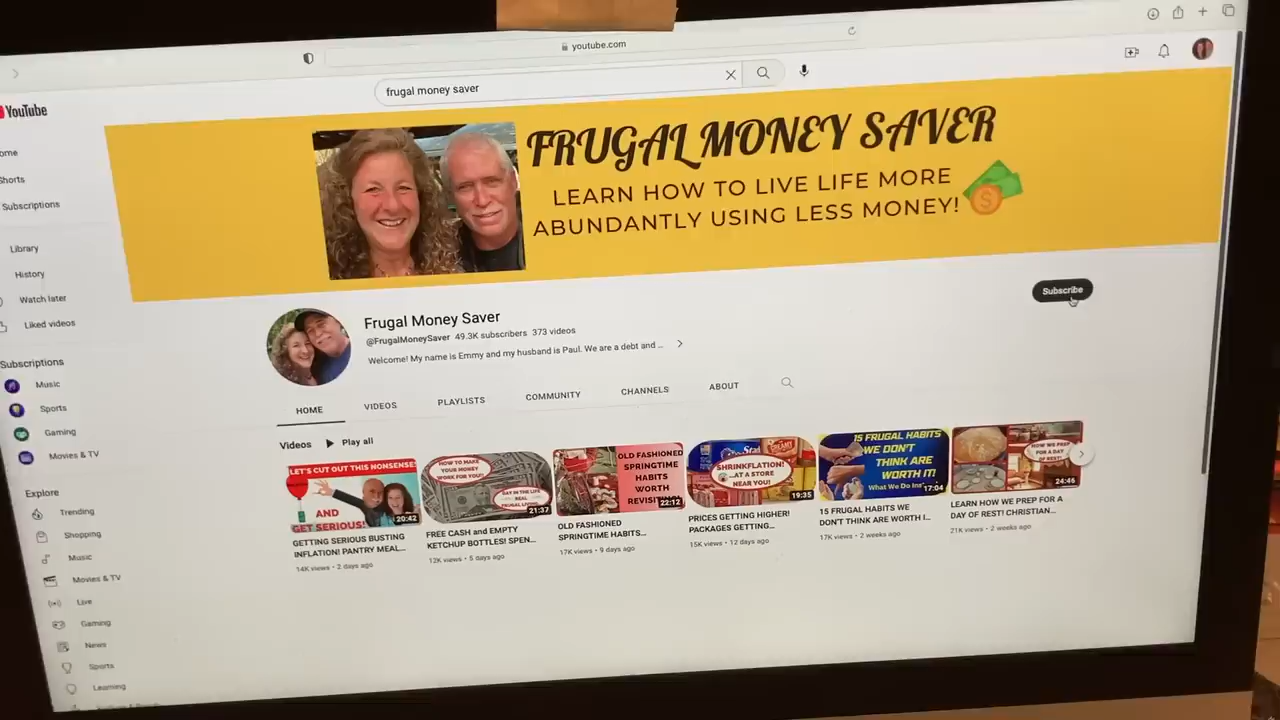 youtube.com
frugal money saver
YouTube
ome
Shorts
Subscriptions
Library
History
Watch later
Liked videos
Subscriptions
Music
Sports
Gaming
Movies & TV
Explore
Trending
Shopping
Music
Movies & TV
Live
Gaming
News
Sports
Learning
FRUGAL MONEY SAVER
LEARN HOW TO LIVE LIFE MORE
ABUNDANTLY USING LESS MONEY!
Subscribe
Frugal Money Saver
@FrugalMoneySaver 49.3K subscribers 373 videos
Welcome! My name is Emmy and my husband is Paul. We are a debt and ...
HOME VIDEOS PLAYLISTS COMMUNITY CHANNELS ABOUT
Videos Play all
LET'S CUT OUT THIS NONSENSE!
AND
GET SERIOUS!
20:42
GETTING SERIOUS BUSTING
INFLATION! PANTRY MEAL...
14K views • 2 days ago
HOW TO MAKE
YOUR MONEY
WORK FOR YOU!
DAY IN THE LIFE
REAL
FRUGAL LIVING
21:37
FREE CASH and EMPTY
KETCHUP BOTTLES! SPEN...
12K views • 5 days ago
OLD FASHIONED
SPRINGTIME
HABITS
WORTH
22:12
OLD FASHIONED
SPRINGTIME HABITS...
17K views • 9 days ago
SHRINKFLATION!
...AT A STORE
NEAR YOU!
19:35
PRICES GETTING HIGHER!
PACKAGES GETTING...
15K views • 12 days ago
15 FRUGAL HABITS
WE DON'T
THINK ARE
WORTH IT!
17:04
15 FRUGAL HABITS WE
DON'T THINK ARE WORTH I...
17K views • 2 weeks ago
HOW WE PREP
FOR A DAY
OF REST!
24:46
LEARN HOW WE PREP FOR A
DAY OF REST! CHRISTIAN...
21K views • 2 weeks ago